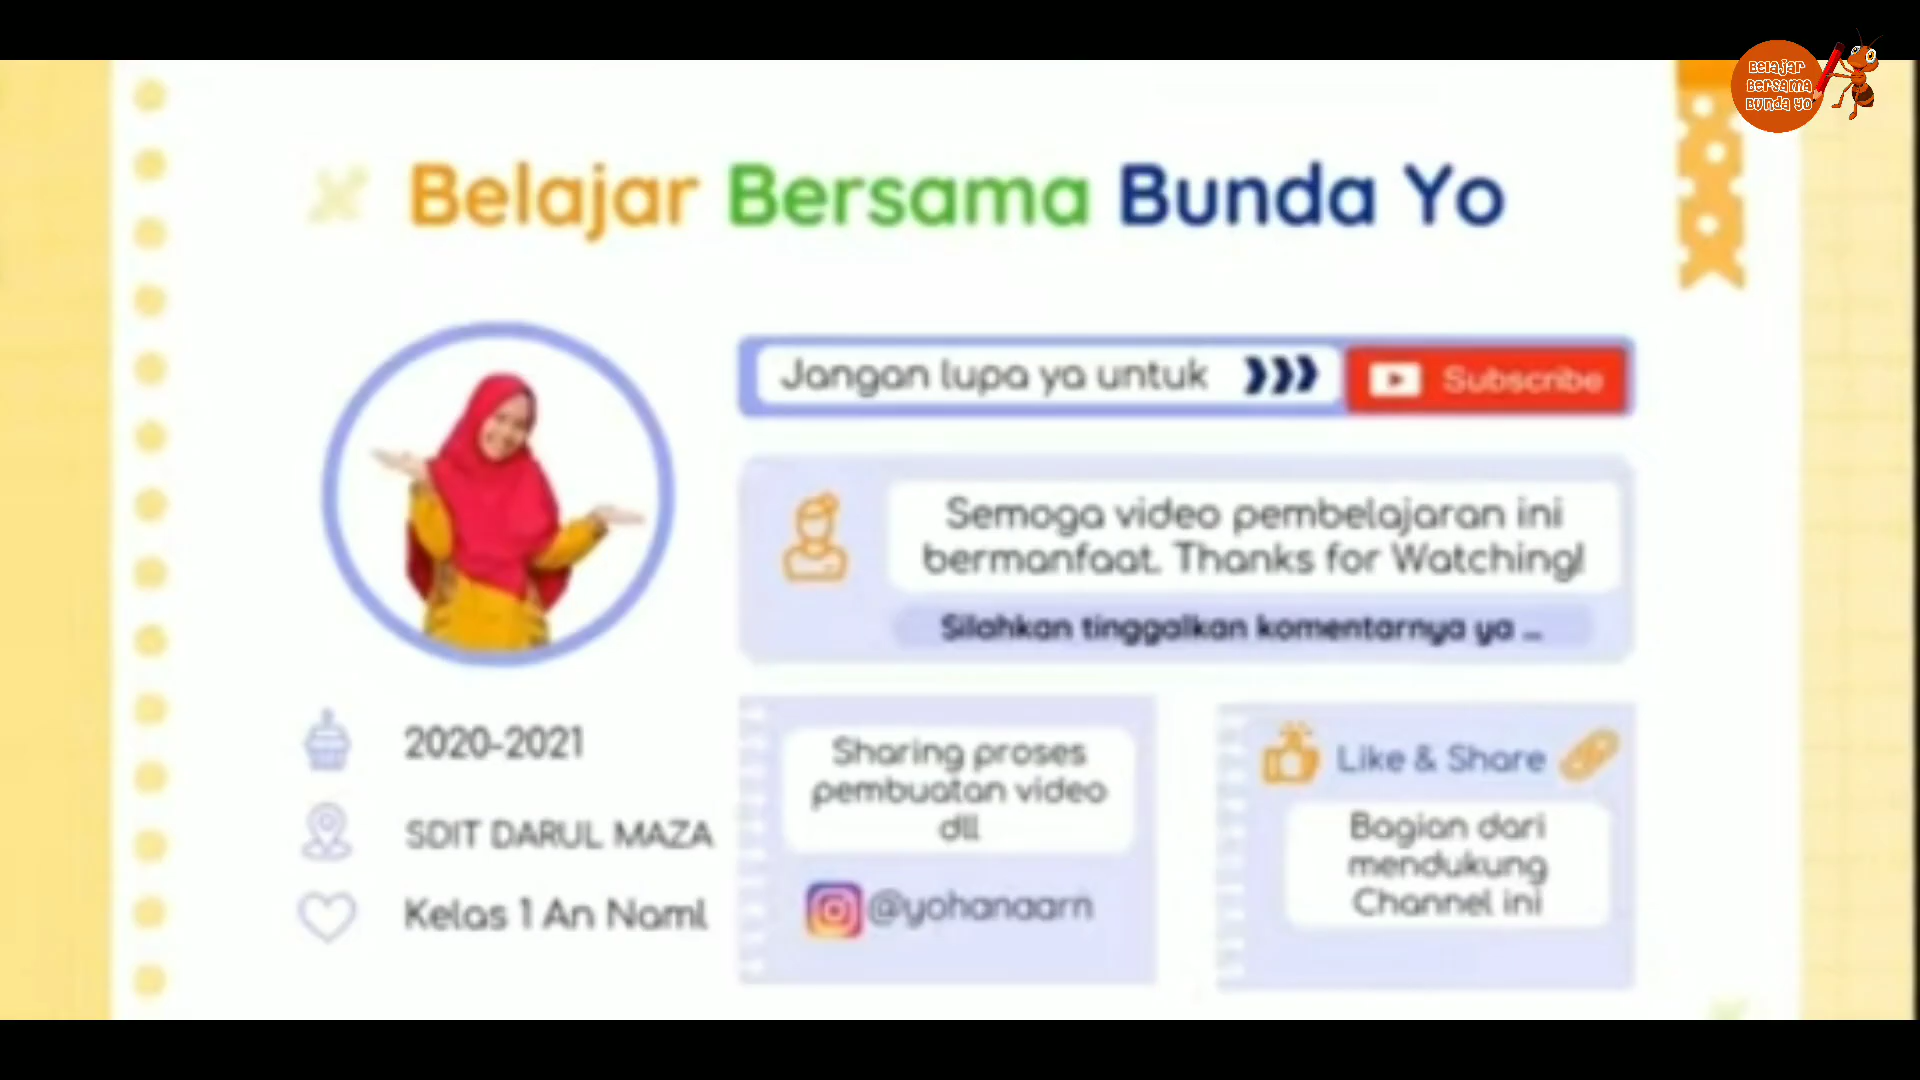 Belajar
Bersama
Bunda Yo
Belajar Bersama Bunda Yo
Jangan lupa ya untuk
Subscribe
Semoga video pembelajaran ini
bermanfaat. Thanks for Watching!
Silahkan tinggalkan komentarnya ya ...
2020-2021
SDIT DARUL MAZA
Kelas 1 An Naml
Sharing proses
pembuatan video
dll
@yohanaarn
Like & Share
Bagian dari
mendukung
Channel ini